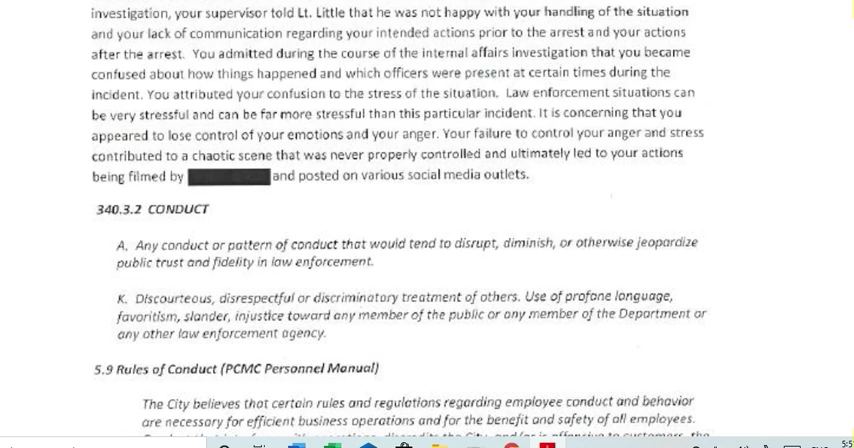 investigation, your supervisor told Lt. Little that he was not happy with your handling of the situation
and your lack of communication regarding your intended actions prior to the arrest and your actions
after the arrest. You admitted during the course of the internal affairs investigation that you became
confused about how things happened and which officers were present at certain times during the
incident. You attributed your confusion to the stress of the situation. Law enforcement situations can
be very stressful and can be far more stressful than this particular incident. It is concerning that you
appeared to lose control of your emotions and your anger. Your failure to control your anger and stress
contributed to a chaotic scene that was never properly controlled and ultimately led to your actions
being filmed by and posted on various social media outlets.
340.3.2 CONDUCT
A. Any conduct or pattern of conduct that would tend to disrupt, diminish, or otherwise jeopardize
public trust and fidelity in law enforcement.
K. Discourteous, disrespectful or discriminatory treatment of others. Use of profane language,
favoritism, slander, injustice toward any member of the public or any member of the Department or
any other law enforcement agency.
5.9 Rules of Conduct (PCMC Personnel Manual)
The City believes that certain rules and regulations regarding employee conduct and behavior
are necessary for efficient business operations and for the benefit and safety of all employees.